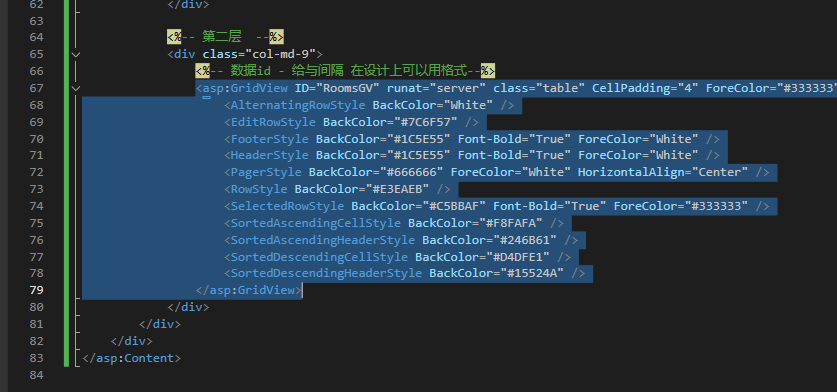 62 </div>
63
64 <%-- 第二层  --%>
65 <div class="col-md-9">
66 <%-- 数据id - 给与间隔 在设计上可以用格式--%>
67 <asp:GridView ID="RoomsGV" runat="server" class="table" CellPadding="4" ForeColor="#333333"
68 <AlternatingRowStyle BackColor="White" />
69 <EditRowStyle BackColor="#7C6F57" />
70 <FooterStyle BackColor="#1C5E55" Font-Bold="True" ForeColor="White" />
71 <HeaderStyle BackColor="#1C5E55" Font-Bold="True" ForeColor="White" />
72 <PagerStyle BackColor="#666666" ForeColor="White" HorizontalAlign="Center" />
73 <RowStyle BackColor="#E3EAEB" />
74 <SelectedRowStyle BackColor="#C5BBAF" Font-Bold="True" ForeColor="#333333" />
75 <SortedAscendingCellStyle BackColor="#F8FAFA" />
76 <SortedAscendingHeaderStyle BackColor="#246B61" />
77 <SortedDescendingCellStyle BackColor="#D4DFE1" />
78 <SortedDescendingHeaderStyle BackColor="#15524A" />
79 </asp:GridView>
80 </div>
81 </div>
82 </div>
83 </asp:Content>
84